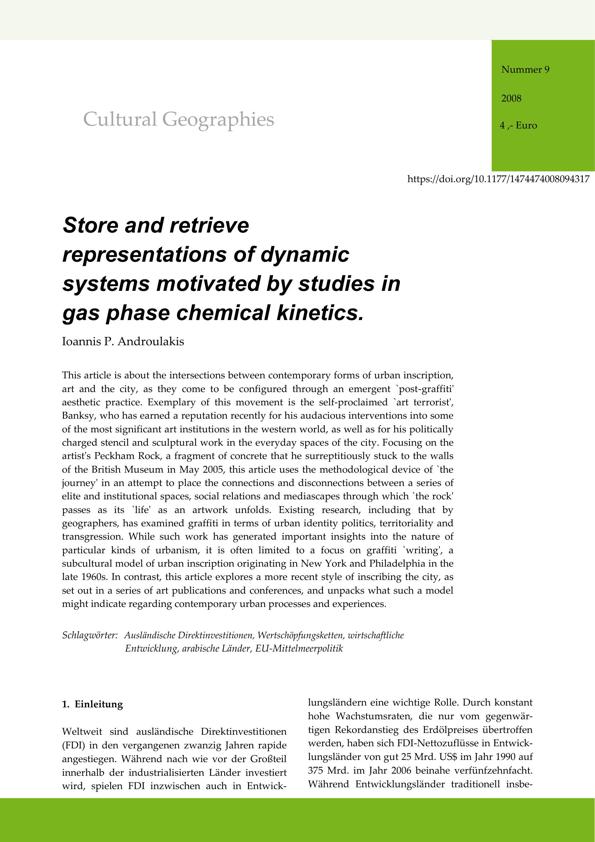 Nummer 9
2008
4 ,- Euro
Cultural Geographies
https://doi.org/10.1177/1474474008094317
Store and retrieve
representations of dynamic
systems motivated by studies in
gas phase chemical kinetics.
Ioannis P. Androulakis
This article is about the intersections between contemporary forms of urban inscription,
art and the city, as they come to be configured through an emergent `post-graffiti'
aesthetic practice. Exemplary of this movement is the self-proclaimed `art terrorist',
Banksy, who has earned a reputation recently for his audacious interventions into some
of the most significant art institutions in the western world, as well as for his politically
charged stencil and sculptural work in the everyday spaces of the city. Focusing on the
artist's Peckham Rock, a fragment of concrete that he surreptitiously stuck to the walls
of the British Museum in May 2005, this article uses the methodological device of `the
journey' in an attempt to place the connections and disconnections between a series of
elite and institutional spaces, social relations and mediascapes through which `the rock'
passes as its `life' as an artwork unfolds. Existing research, including that by
geographers, has examined graffiti in terms of urban identity politics, territoriality and
transgression. While such work has generated important insights into the nature of
particular kinds of urbanism, it is often limited to a focus on graffiti `writing', a
subcultural model of urban inscription originating in New York and Philadelphia in the
late 1960s. In contrast, this article explores a more recent style of inscribing the city, as
set out in a series of art publications and conferences, and unpacks what such a model
might indicate regarding contemporary urban processes and experiences.
Schlagwörter: Ausländische Direktinvestitionen, Wertschöpfungsketten, wirtschaftliche
Entwicklung, arabische Länder, EU-Mittelmeerpolitik
1. Einleitung
Weltweit sind ausländische Direktinvestitionen
(FDI) in den vergangenen zwanzig Jahren rapide
angestiegen. Während nach wie vor der Großteil
innerhalb der industrialisierten Länder investiert
wird, spielen FDI inzwischen auch in Entwick-
lungsländern eine wichtige Rolle. Durch konstant
hohe Wachstumsraten, die nur vom gegenwär-
tigen Rekordanstieg des Erdölpreises übertroffen
werden, haben sich FDI-Nettozuflüsse in Entwick-
lungsländern von gut 25 Mrd. US$ im Jahr 1990 auf
375 Mrd. im Jahr 2006 beinahe verfünfzehnfacht.
Während Entwicklungsländer traditionell insbe-